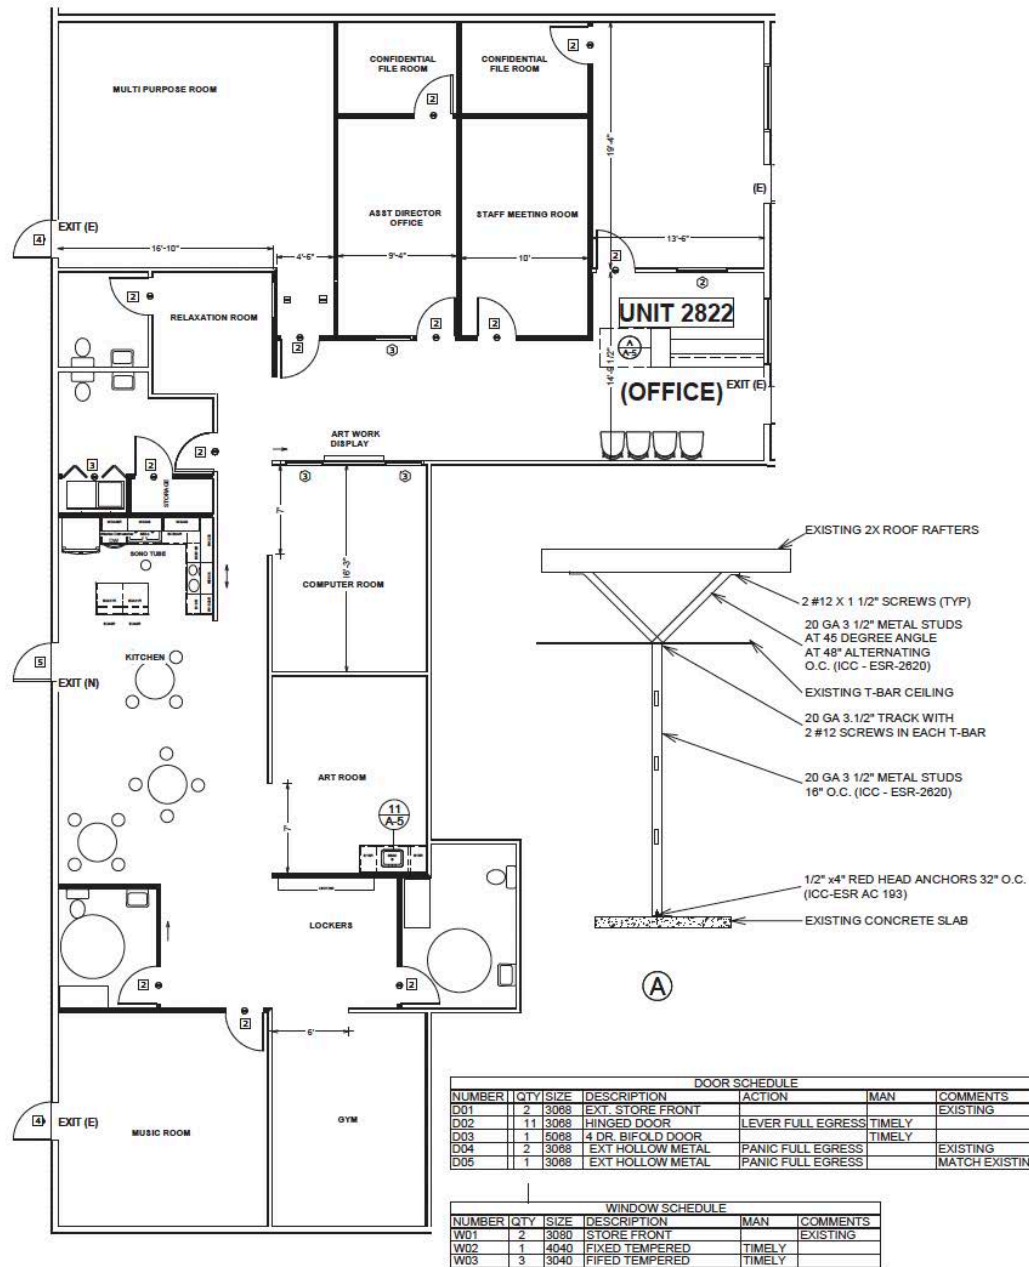 MULTI PURPOSE ROOM
CONFIDENTIAL
FILE ROOM
CONFIDENTIAL
FILE ROOM
2
2
2
19'-4"
(E)
ASST DIRECTOR
OFFICE
STAFF MEETING ROOM
4
EXIT (E)
16'-10"
4'-6"
9'-4"
10'
13'-6"
2
2
2
RELAXATION ROOM
UNIT 2822
2
2
2
3
A
A-5
14'-9 1/2"
(OFFICE)
EXIT (E)
ART WORK
DISPLAY
2
3
2
3
3
STORAGE
7'
16'-3"
SONO TUBE
COMPUTER ROOM
EXISTING 2X ROOF RAFTERS
2 #12 X 1 1/2" SCREWS (TYP)
20 GA 3 1/2" METAL STUDS
AT 45 DEGREE ANGLE
AT 48" ALTERNATING
O.C. (ICC - ESR-2620)
5
KITCHEN
EXIT (N)
EXISTING T-BAR CEILING
20 GA 3.1/2" TRACK WITH
2 #12 SCREWS IN EACH T-BAR
ART ROOM
20 GA 3 1/2" METAL STUDS
16" O.C. (ICC - ESR-2620)
11
A-5
7'
1/2" x4" RED HEAD ANCHORS 32" O.C.
(ICC-ESR AC 193)
LOCKERS
EXISTING CONCRETE SLAB
2
2
A
2
6'
4
EXIT (E)
MUSIC ROOM
GYM
DOOR SCHEDULE
NUMBER QTY SIZE DESCRIPTION ACTION MAN COMMENTS
D01 2 3068 EXT. STORE FRONT EXISTING
D02 11 3068 HINGED DOOR LEVER FULL EGRESS TIMELY
D03 1 5068 4 DR. BIFOLD DOOR TIMELY
D04 2 3068 EXT HOLLOW METAL PANIC FULL EGRESS EXISTING
D05 1 3068 EXT HOLLOW METAL PANIC FULL EGRESS MATCH EXISTIN
WINDOW SCHEDULE
NUMBER QTY SIZE DESCRIPTION MAN COMMENTS
W01 2 3080 STORE FRONT EXISTING
W02 1 4040 FIXED TEMPERED TIMELY
W03 3 3040 FIFED TEMPERED TIMELY